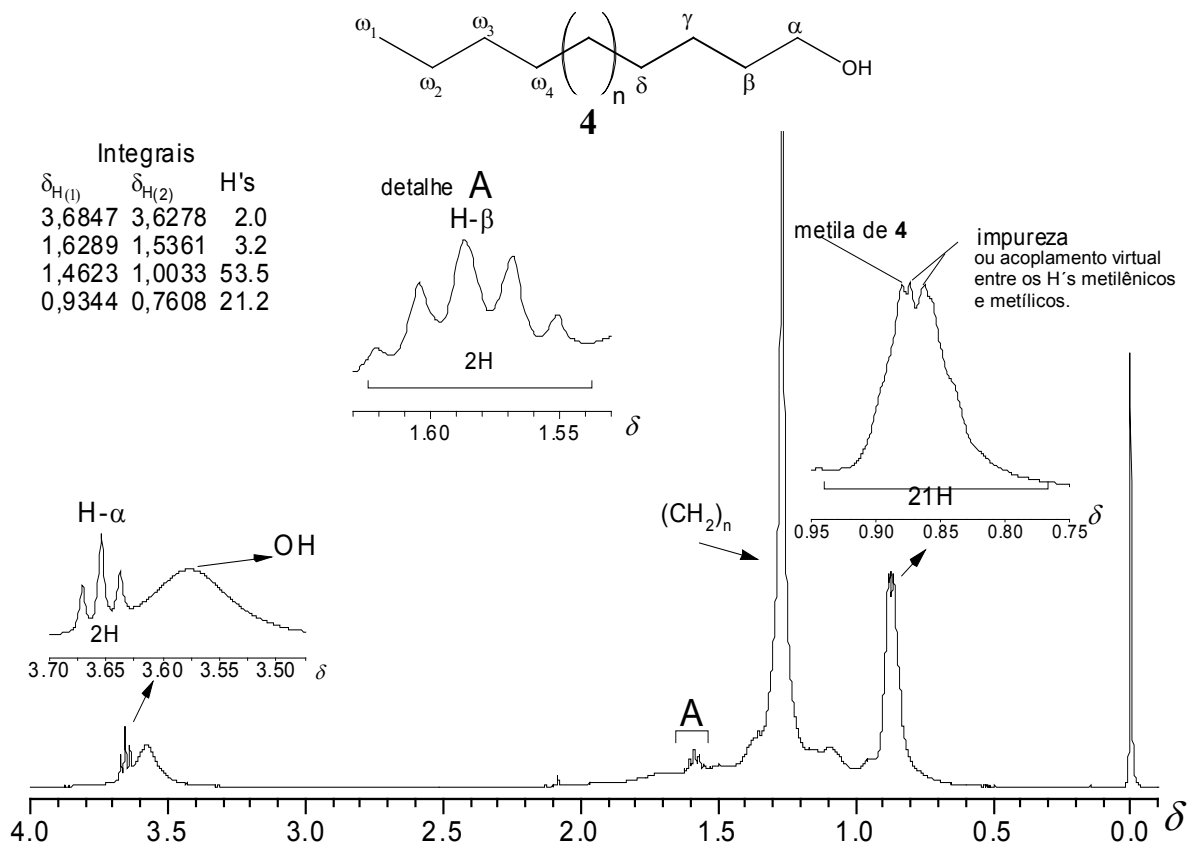 ω1 ω3 γ α
OH
ω2 ω4 n δ β
4
Integrais
δH(1) δH(2) H's
3,6847 3,6278 2.0
1,6289 1,5361 3.2
1,4623 1,0033 53.5
0,9344 0,7608 21.2
detalhe A
H-β
2H
1.60 1.55 δ
metila de 4
impureza
ou acoplamento virtual
entre os H´s metilênicos
e metílicos.
21H
0.95 0.90 0.85 0.80 0.75 δ
(CH2)n
H-α
OH
2H
3.70 3.65 3.60 3.55 3.50 δ
A
4.0 3.5 3.0 2.5 2.0 1.5 1.0 0.5 0.0 δ